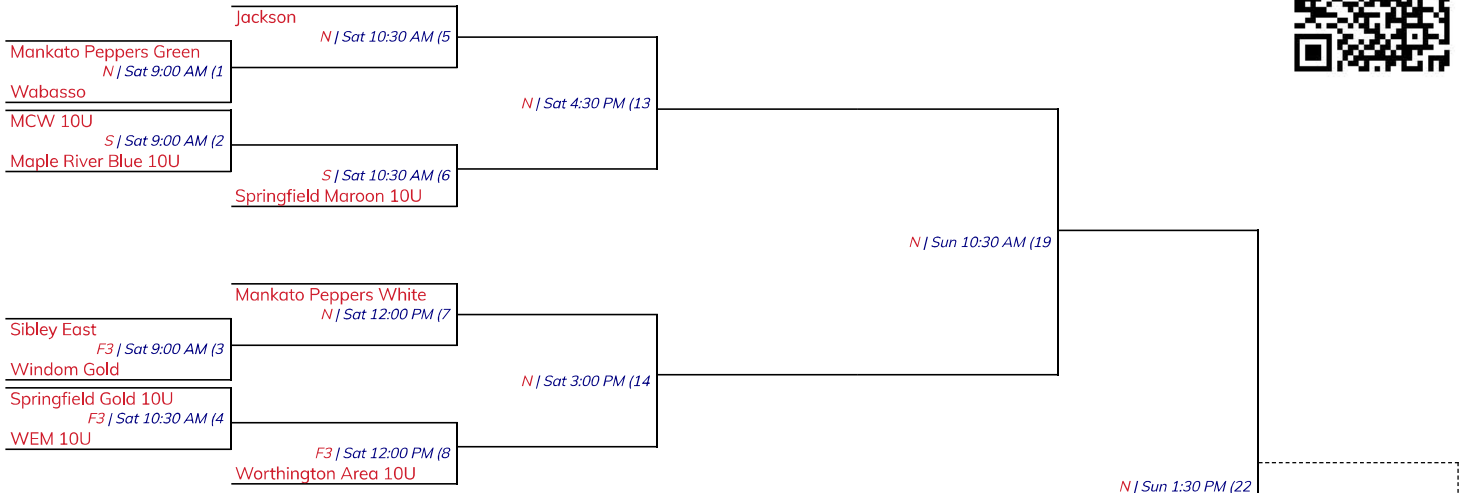 Jackson
N | Sat 10:30 AM (5
Mankato Peppers Green
N | Sat 9:00 AM (1
Wabasso
N | Sat 4:30 PM (13
MCW 10U
S | Sat 9:00 AM (2
Maple River Blue 10U
S | Sat 10:30 AM (6
Springfield Maroon 10U
N | Sun 10:30 AM (19
Mankato Peppers White
N | Sat 12:00 PM (7
Sibley East
F3 | Sat 9:00 AM (3
Windom Gold
N | Sat 3:00 PM (14
Springfield Gold 10U
F3 | Sat 10:30 AM (4
WEM 10U
F3 | Sat 12:00 PM (8
Worthington Area 10U
N | Sun 1:30 PM (22